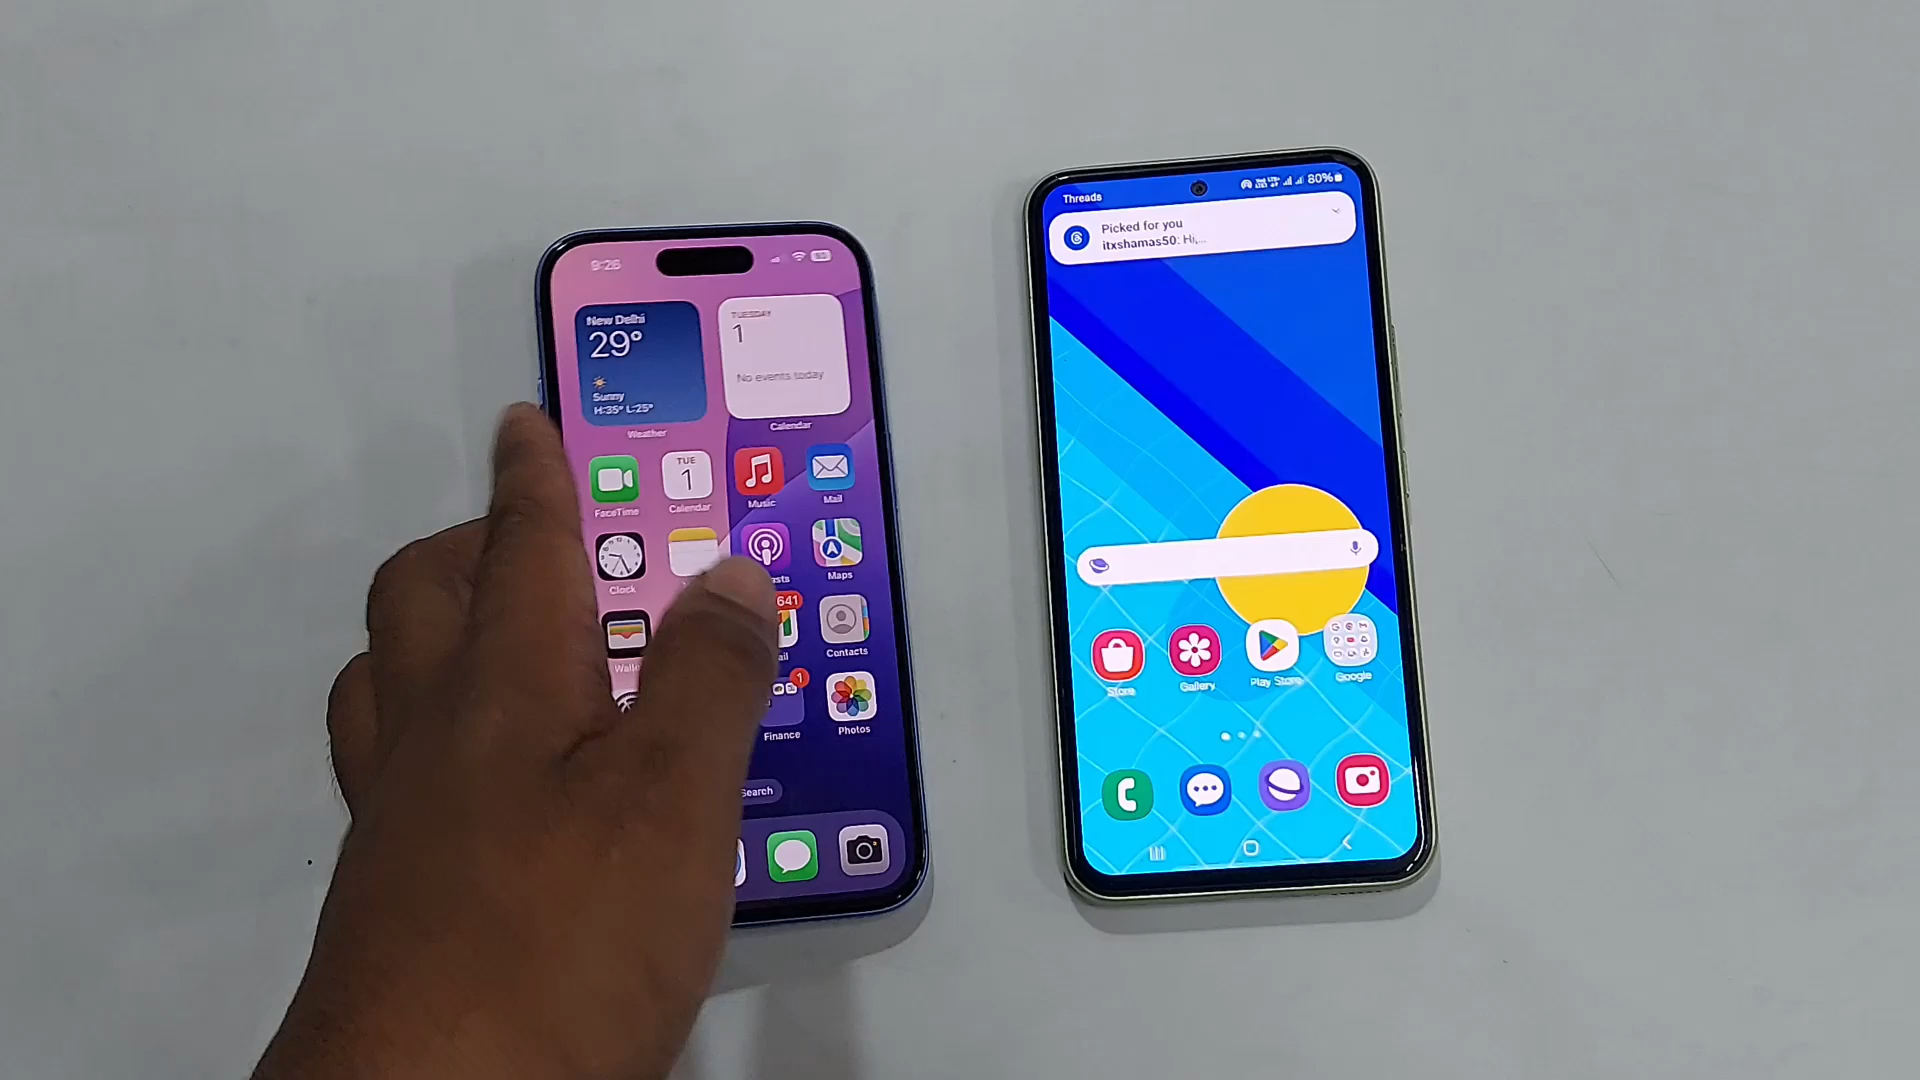 9:26
New Delhi
29°
Sunny
H:35° L:25°
Weather
TUESDAY
1
No events today
Calendar
FaceTime
TUE
1
Calendar
Music
Mail
Clock
Maps
641
Contacts
1
Finance
Photos
Search
80%
Threads
Picked for you
itxshamas50: Hi,...
Store
Gallery
Play Store
Google